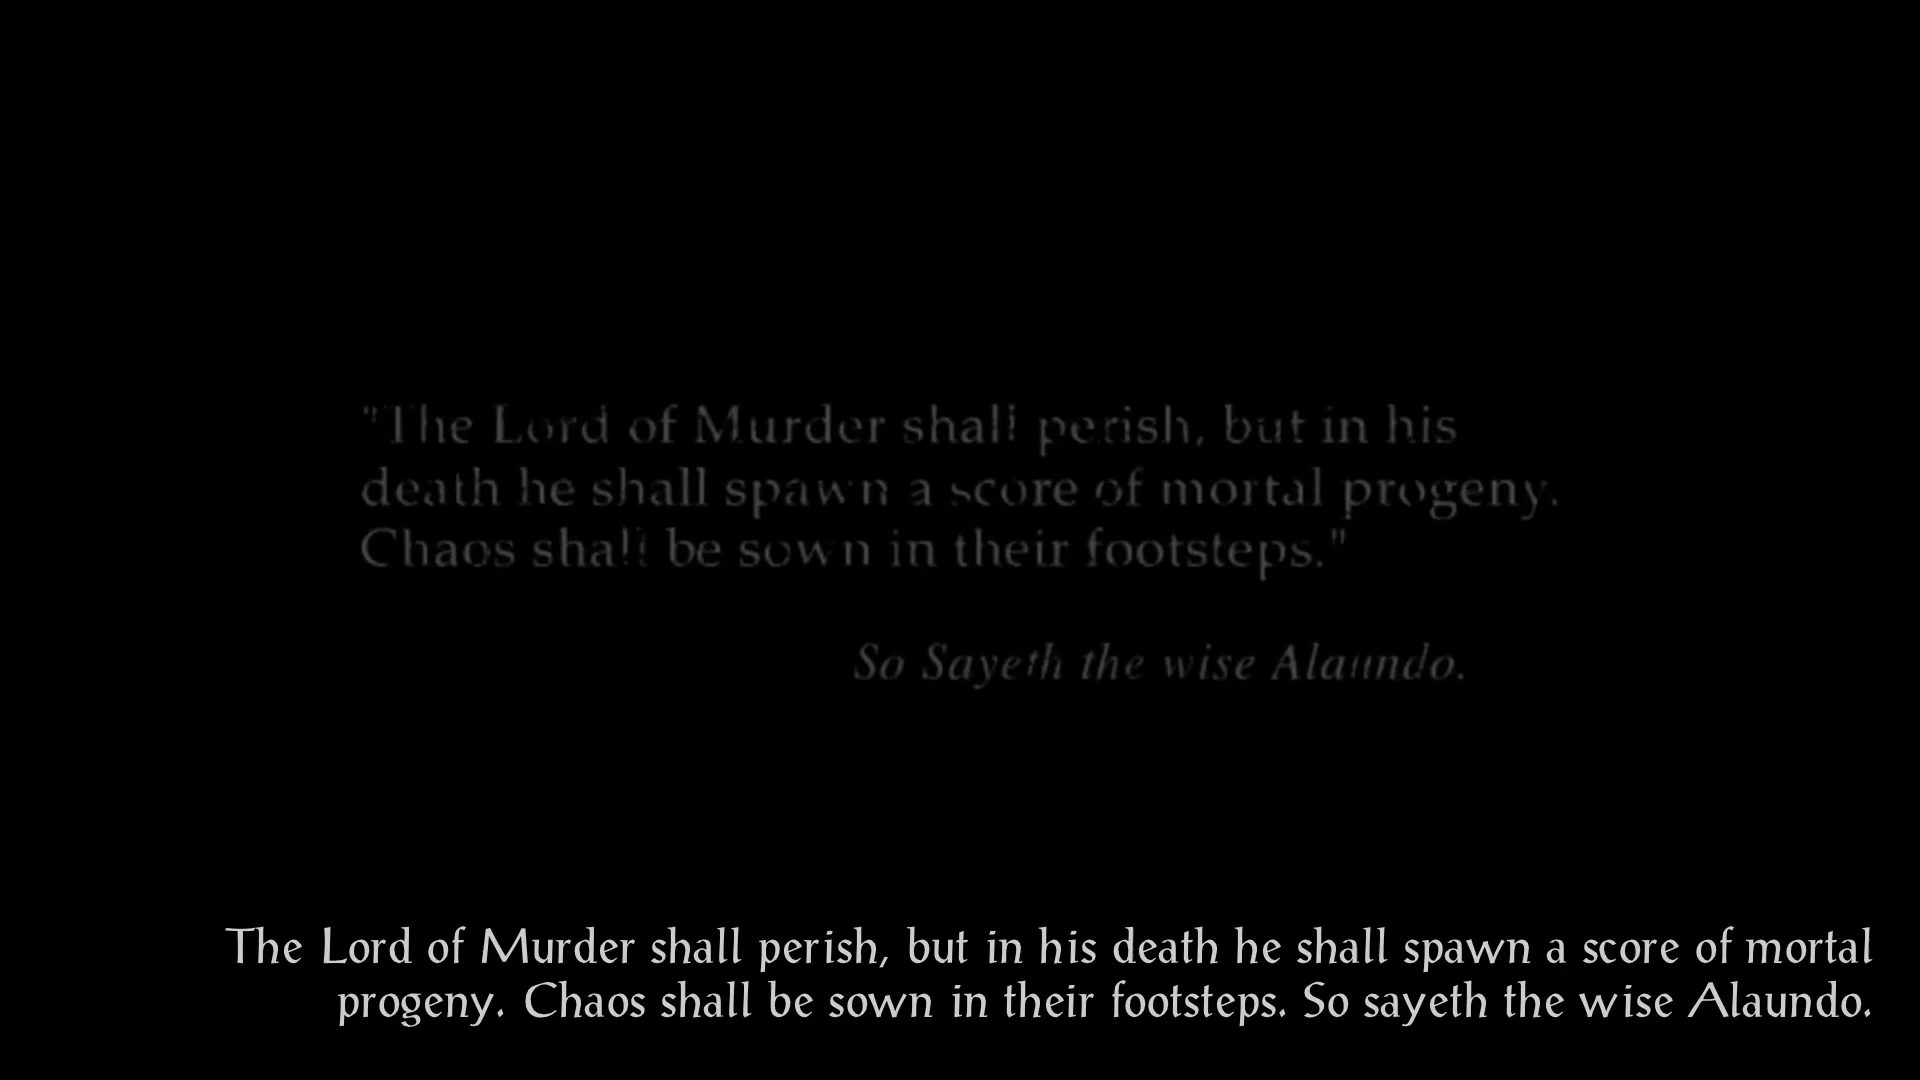 "The Lord of Murder shall perish, but in his
death he shall spawn a score of mortal progeny.
Chaos shall be sown in their footsteps."
So Sayeth the wise Alaundo.
The Lord of Murder shall perish, but in his death he shall spawn a score of mortal
progeny. Chaos shall be sown in their footsteps. So sayeth the wise Alaundo.